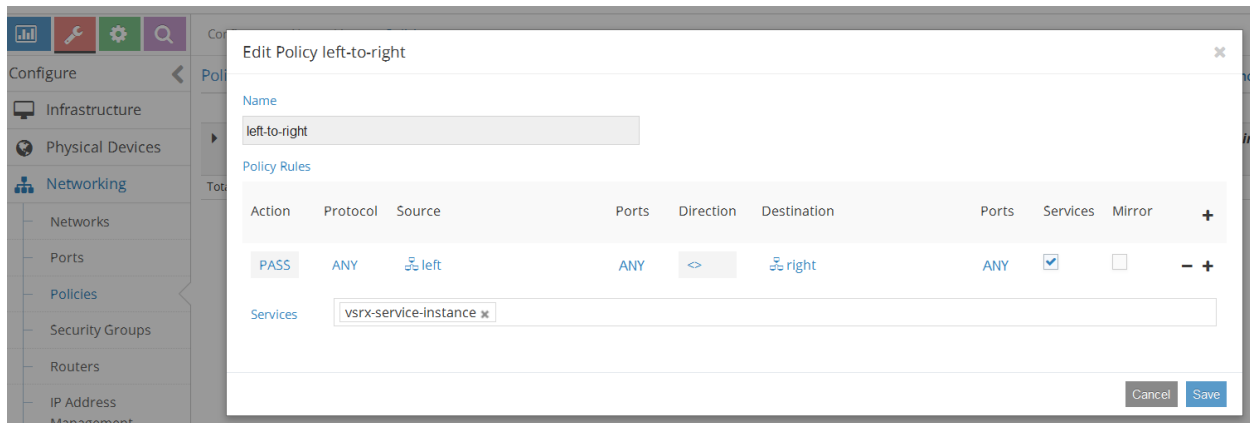 Edit Policy left-to-right
Configure
Infrastructure
Physical Devices
Networking
Networks
Ports
Policies
Security Groups
Routers
IP Address
Management
Name
left-to-right
Policy Rules
Action Protocol Source Ports Direction Destination Ports Services Mirror +
PASS ANY left ANY <> right ANY − +
Services vsrx-service-instance ×
Cancel Save